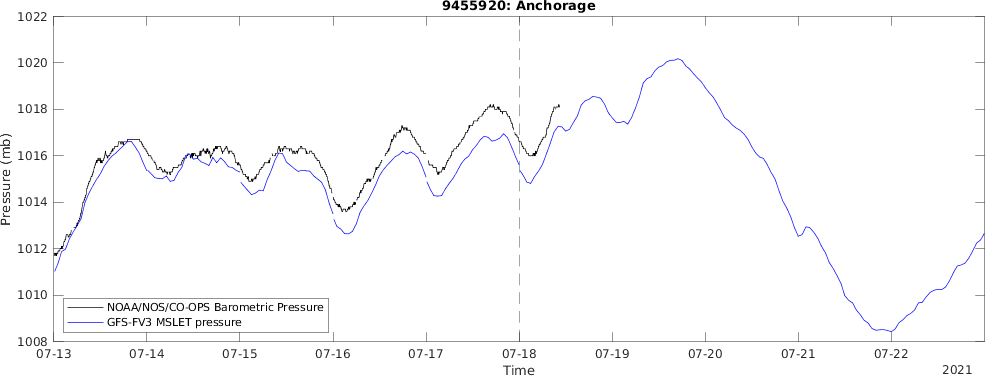 9455920: Anchorage
1022
1020
1018
1016
1014
1012
1010
1008
Pressure (mb)
NOAA/NOS/CO-OPS Barometric Pressure
GFS-FV3 MSLET pressure
07-13 07-14 07-15 07-16 07-17 07-18 07-19 07-20 07-21 07-22
Time
2021